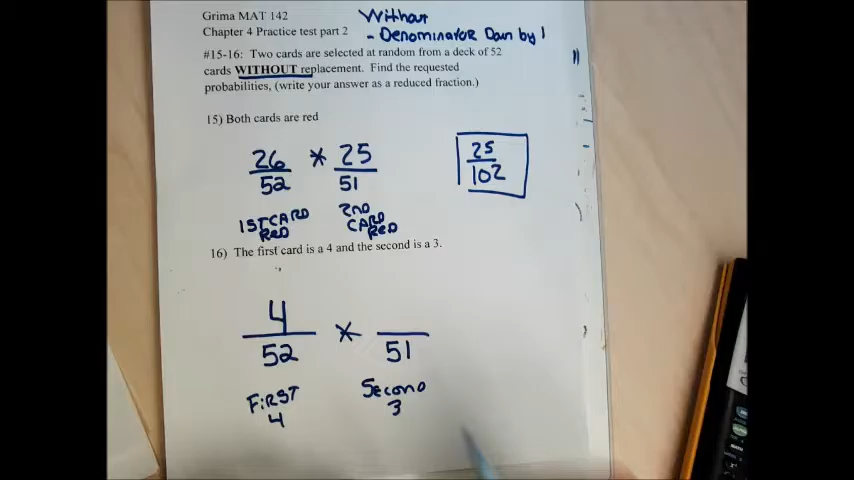 Grima MAT 142
Chapter 4 Practice test part 2
Without
- Denominator Down by 1
#15-16: Two cards are selected at random from a deck of 52
cards WITHOUT replacement. Find the requested
probabilities, (write your answer as a reduced fraction.)
15) Both cards are red
26/52 * 25/51
25/102
1ST CARD RED
2ND CARD RED
16) The first card is a 4 and the second is a 3.
4/52 * /51
FIRST 4
SECOND 3